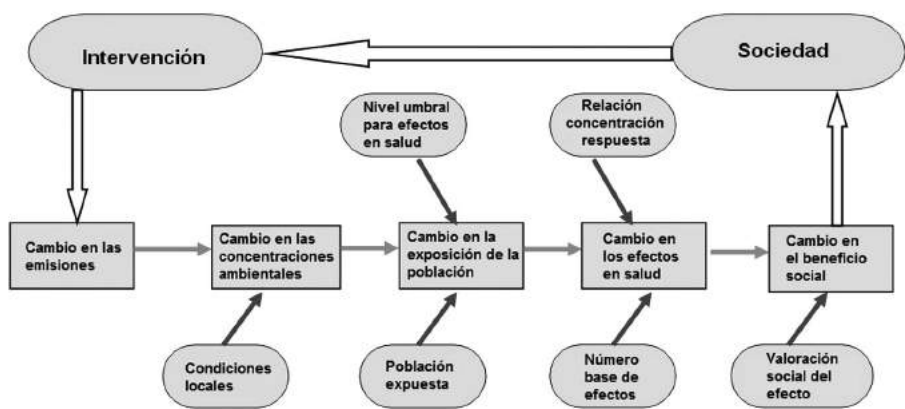 Intervención
Sociedad
Nivel umbral
para efectos
en salud
Relación
concentración
respuesta
Cambio en las
emisiones
Cambio en las
concentraciones
ambientales
Cambio en la
exposición de la
población
Cambio en
los efectos
en salud
Cambio en
el beneficio
social
Condiciones
locales
Población
expuesta
Número
base de
efectos
Valoración
social del
efecto